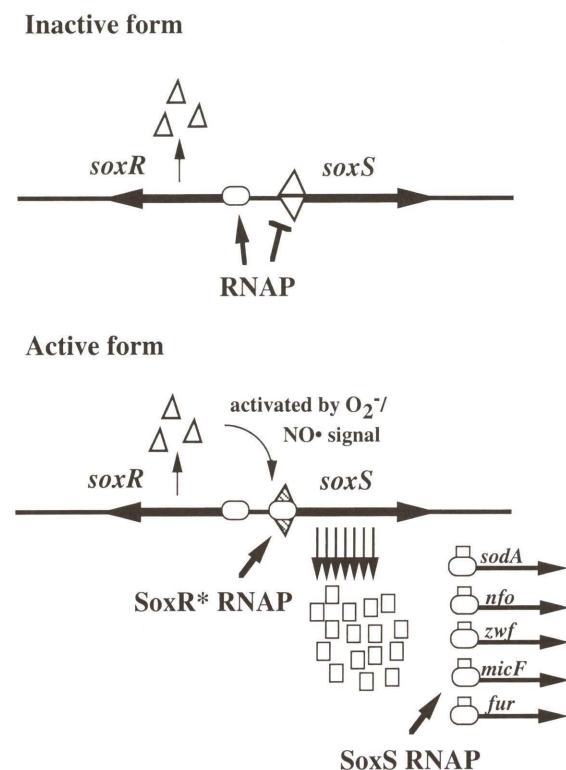 Inactive form
soxR
soxS
RNAP
Active form
activated by O2-/
NO• signal
soxR
soxS
SoxR* RNAP
sodA
nfo
zwf
micF
fur
SoxS RNAP